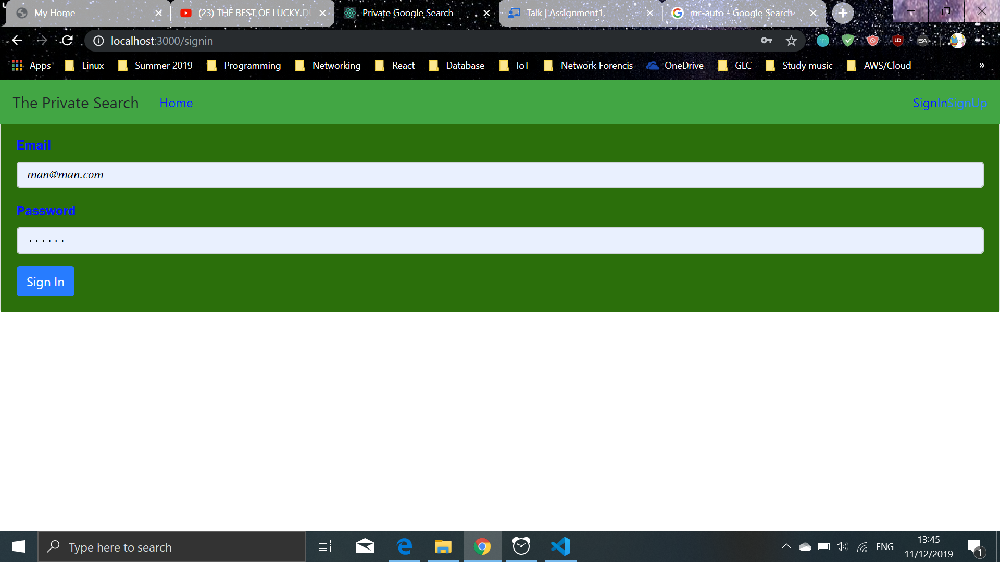 My Home
(23) THE BEST OF LUCKY D
Private Google Search
Talk | Assignment1
mr-auto - Google Search
localhost:3000/signin
Apps Linux Summer 2019 Programming Networking React Database IoT Network Forencis OneDrive GLC Study music AWS/Cloud »
The Private Search Home SignIn SignUp
Email
man@man.com
Password
Sign In
Type here to search
ENG
13:45
11/12/2019
1